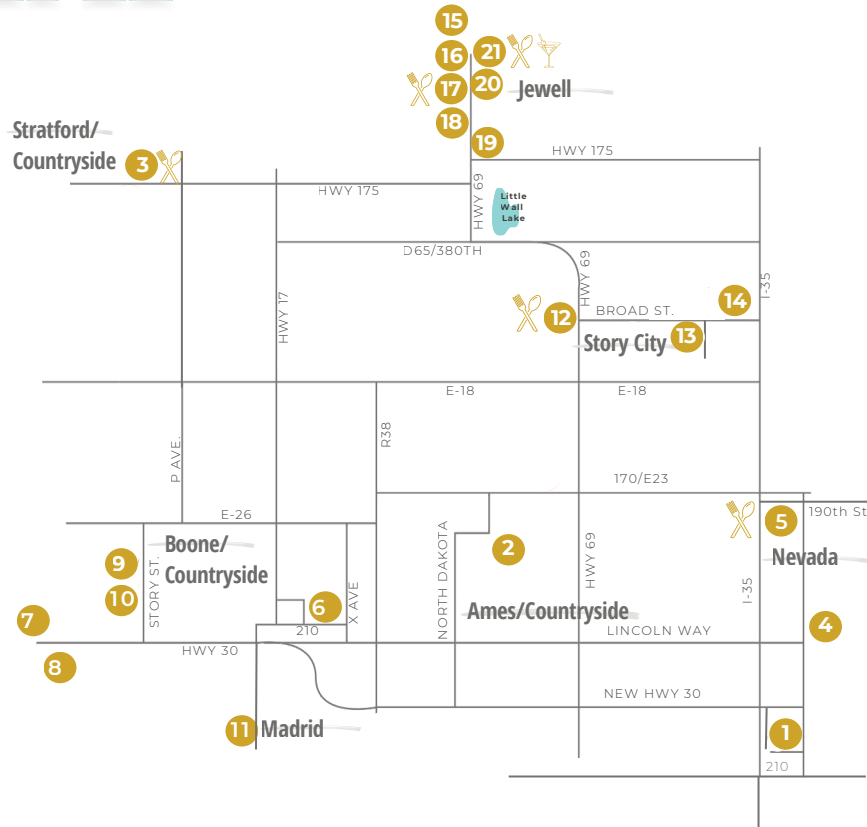 15
16
21
17
20
Jewell
18
19
Stratford/
Countryside
3
HWY 175
HWY 175
HWY 69
Little
Wall
Lake
D65/380TH
HWY 69
I-35
HWY 17
14
12
BROAD ST.
13
Story City
E-18
E-18
R38
P AVE.
170/E23
190th St
5
E-26
Boone/
Countryside
9
10
STORY ST.
2
NORTH DAKOTA
HWY 69
Nevada
I-35
X AVE
6
210
Ames/Countryside
4
7
LINCOLN WAY
HWY 30
8
NEW HWY 30
11
Madrid
1
210